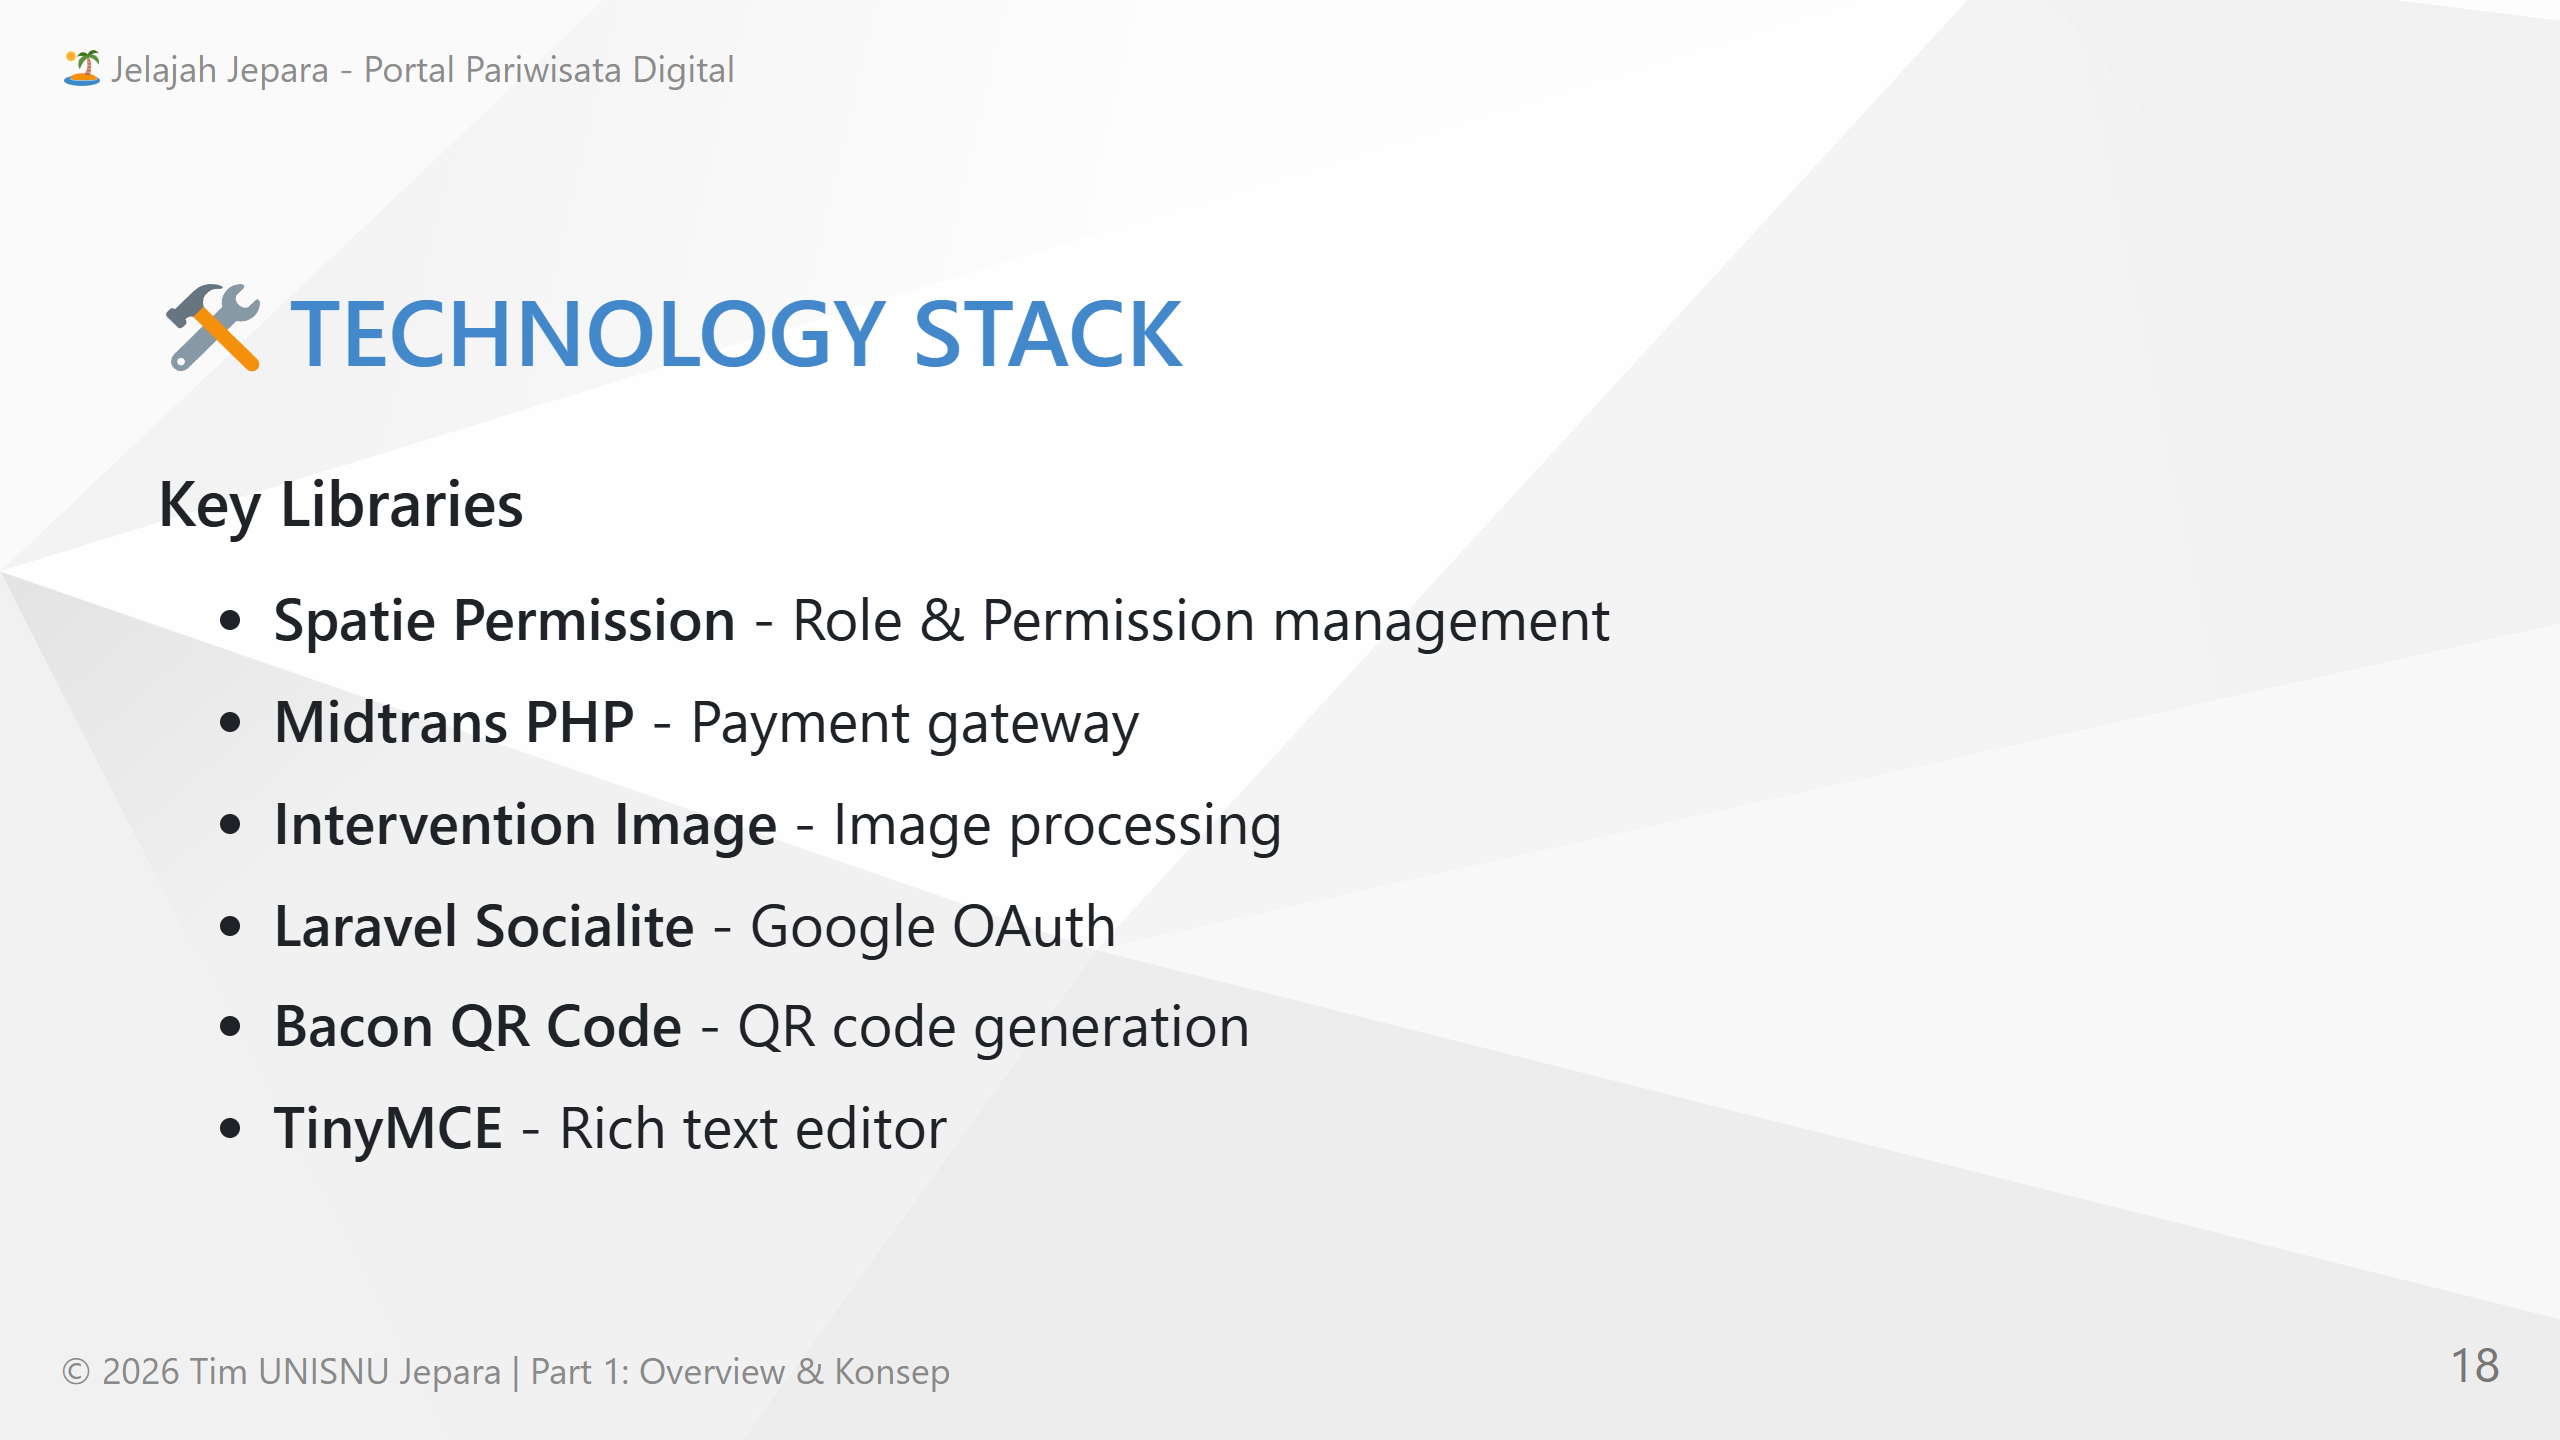 Jelajah Jepara - Portal Pariwisata Digital
TECHNOLOGY STACK
Key Libraries
• Spatie Permission - Role & Permission management
• Midtrans PHP - Payment gateway
• Intervention Image - Image processing
• Laravel Socialite - Google OAuth
• Bacon QR Code - QR code generation
• TinyMCE - Rich text editor
© 2026 Tim UNISNU Jepara | Part 1: Overview & Konsep
18